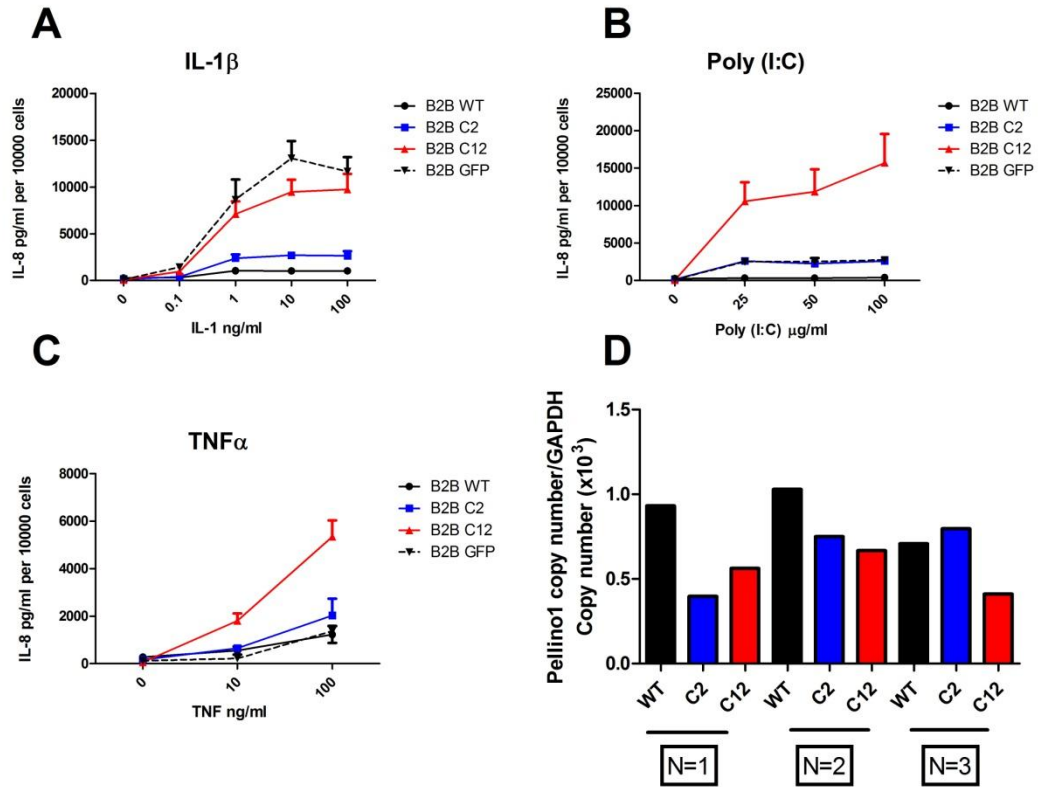 A
IL-1β
IL-8 pg/ml per 10000 cells
20000
15000
10000
5000
0
0
0.1
1
10
100
IL-1 ng/ml
B2B WT
B2B C2
B2B C12
B2B GFP
B
Poly (I:C)
IL-8 pg/ml per 10000 cells
25000
20000
15000
10000
5000
0
0
25
50
100
Poly (I:C) μg/ml
B2B WT
B2B C2
B2B C12
B2B GFP
C
TNFα
IL-8 pg/ml per 10000 cells
8000
6000
4000
2000
0
0
10
100
TNF ng/ml
B2B WT
B2B C2
B2B C12
B2B GFP
D
Pellino1 copy number/GAPDH
Copy number (x10³)
1.5
1.0
0.5
0.0
WT
C2
C12
WT
C2
C12
WT
C2
C12
N=1
N=2
N=3